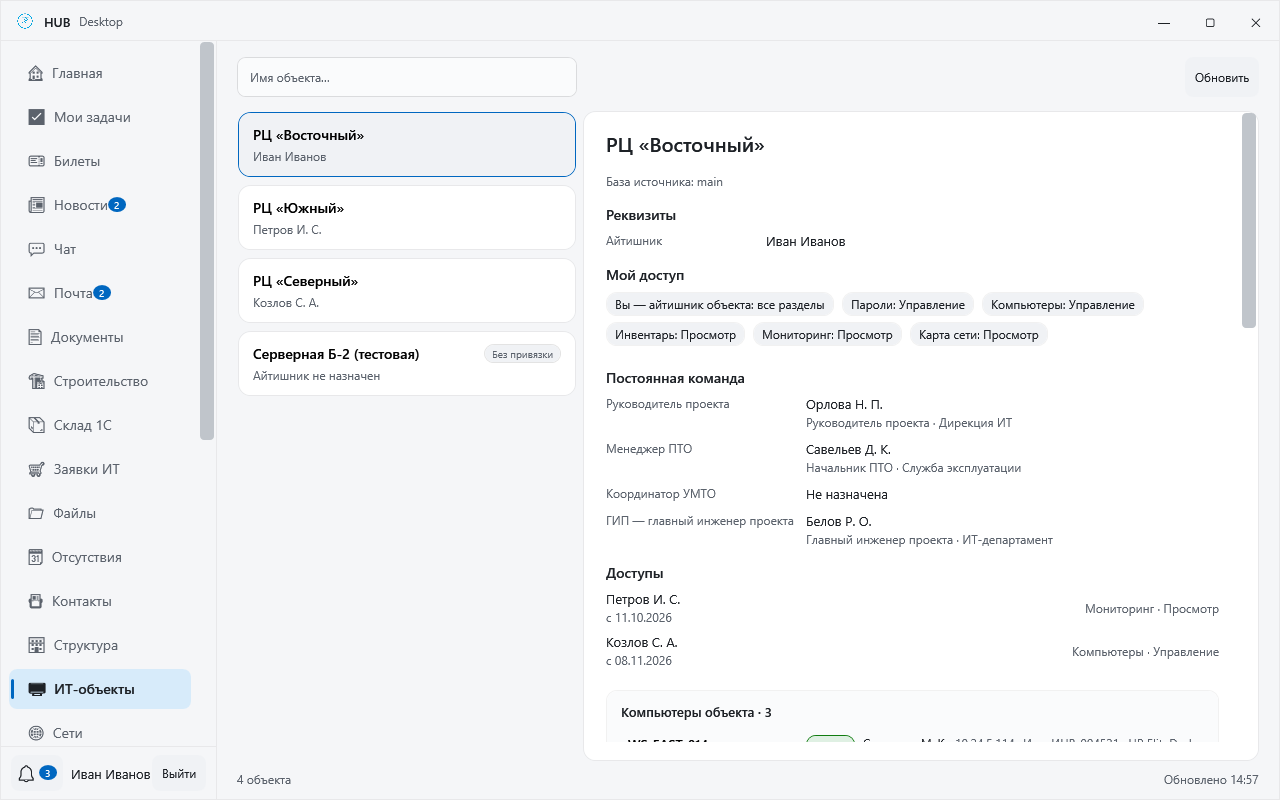 HUB Desktop
Главная
Мои задачи
Билеты
Новости 2
Чат
Почта 2
Документы
Строительство
Склад 1С
Заявки ИТ
Файлы
31 Отсутствия
Контакты
Структура
ИТ-объекты
Сети
3 Иван Иванов Выйти
Имя объекта...
Обновить
РЦ «Восточный»
Иван Иванов
РЦ «Южный»
Петров И. С.
РЦ «Северный»
Козлов С. А.
Серверная Б-2 (тестовая) Без привязки
Айтишник не назначен
РЦ «Восточный»
База источника: main
Реквизиты
Айтишник Иван Иванов
Мой доступ
Вы — айтишник объекта: все разделы Пароли: Управление Компьютеры: Управление
Инвентарь: Просмотр Мониторинг: Просмотр Карта сети: Просмотр
Постоянная команда
Руководитель проекта Орлова Н. П.
Руководитель проекта · Дирекция ИТ
Менеджер ПТО Савельев Д. К.
Начальник ПТО · Служба эксплуатации
Координатор УМТО Не назначена
ГИП — главный инженер проекта Белов Р. О.
Главный инженер проекта · ИТ-департамент
Доступы
Петров И. С.
с 11.10.2026 Мониторинг · Просмотр
Козлов С. А.
с 08.11.2026 Компьютеры · Управление
Компьютеры объекта · 3
4 объекта
Обновлено 14:57